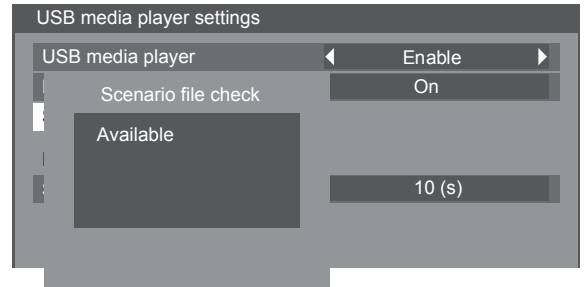 USB media player settings
USB media player Enable
On
Scenario file check
Available
10 (s)